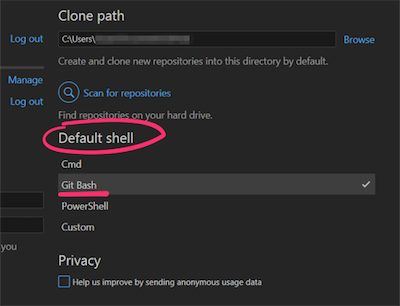 Clone path
Log out
C:\Users\
Browse
Create and clone new repositories into this directory by default.
Manage
Scan for repositories
Log out
Find repositories on your hard drive.
Default shell
Cmd
Git Bash
PowerShell
Custom
you
Privacy
Help us improve by sending anonymous usage data